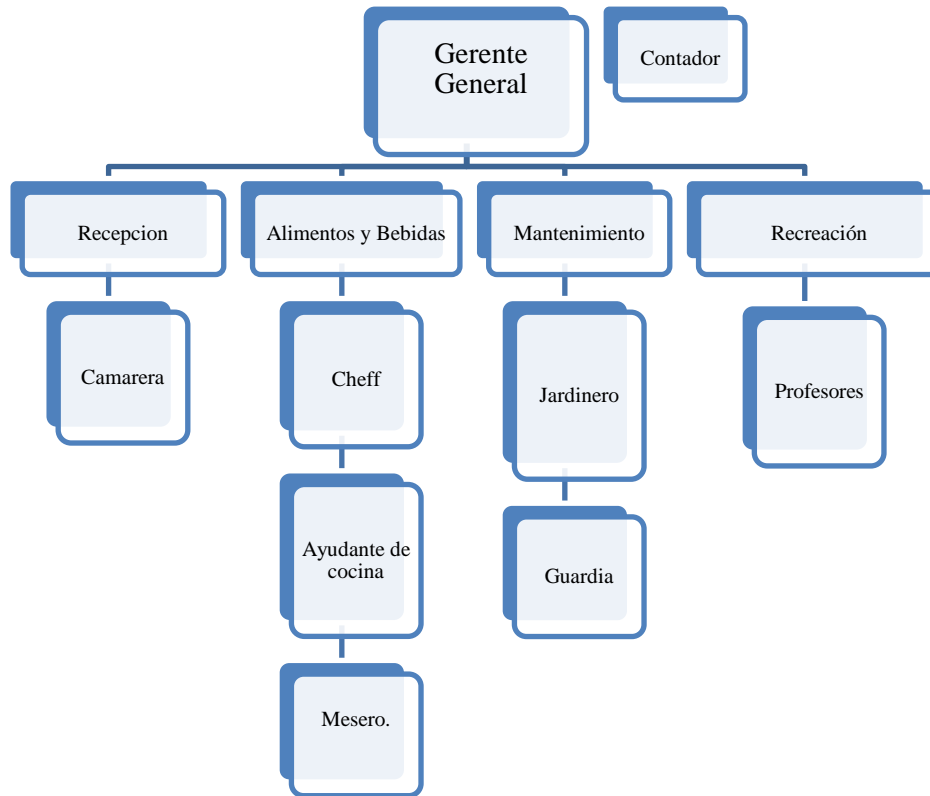 Gerente
General
Contador
Recepcion
Alimentos y Bebidas
Mantenimiento
Recreación
Camarera
Cheff
Jardinero
Profesores
Ayudante de
cocina
Guardia
Mesero.